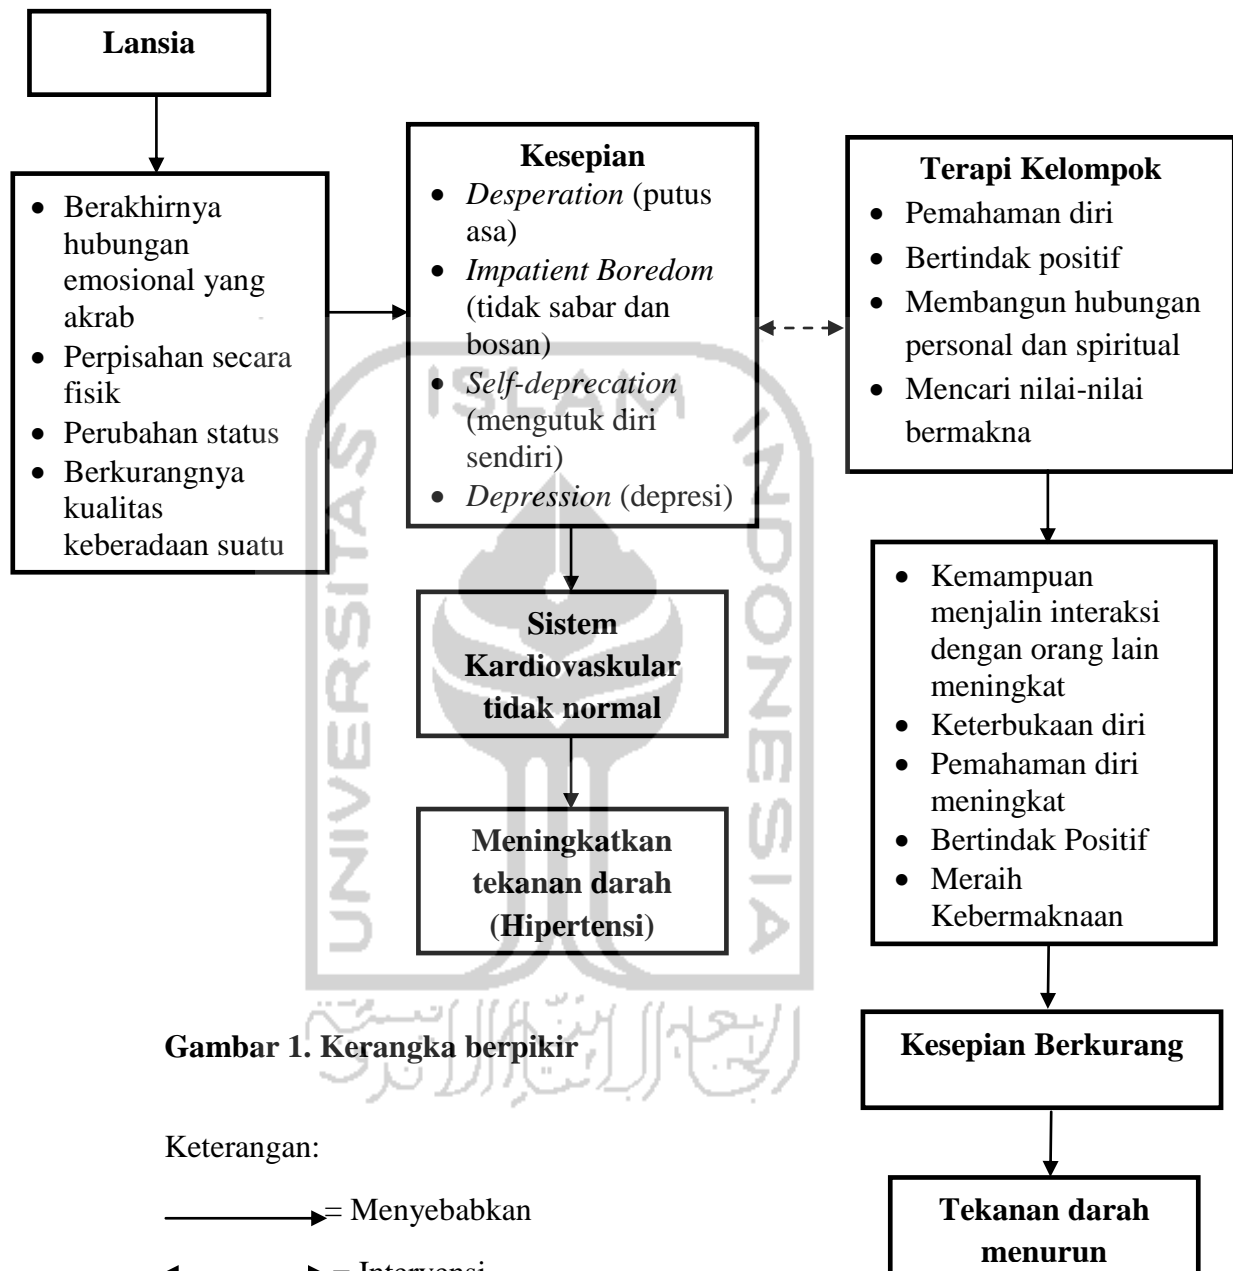 Lansia
• Berakhirnya
hubungan
emosional yang
akrab
• Perpisahan secara
fisik
• Perubahan status
• Berkurangnya
kualitas
keberadaan suatu
Kesepian
• Desperation (putus
asa)
• Impatient Boredom
(tidak sabar dan
bosan)
• Self-deprecation
(mengutuk diri
sendiri)
• Depression (depresi)
Sistem
Kardiovaskular
tidak normal
Meningkatkan
tekanan darah
(Hipertensi)
Terapi Kelompok
• Pemahaman diri
• Bertindak positif
• Membangun hubungan
personal dan spiritual
• Mencari nilai-nilai
bermakna
• Kemampuan
menjalin interaksi
dengan orang lain
meningkat
• Keterbukaan diri
• Pemahaman diri
meningkat
• Bertindak Positif
• Meraih
Kebermaknaan
Kesepian Berkurang
Tekanan darah
menurun
Gambar 1. Kerangka berpikir
Keterangan:
= Menyebabkan
= Intervensi
UNIVERSITAS
ISLAM
INDONESIA